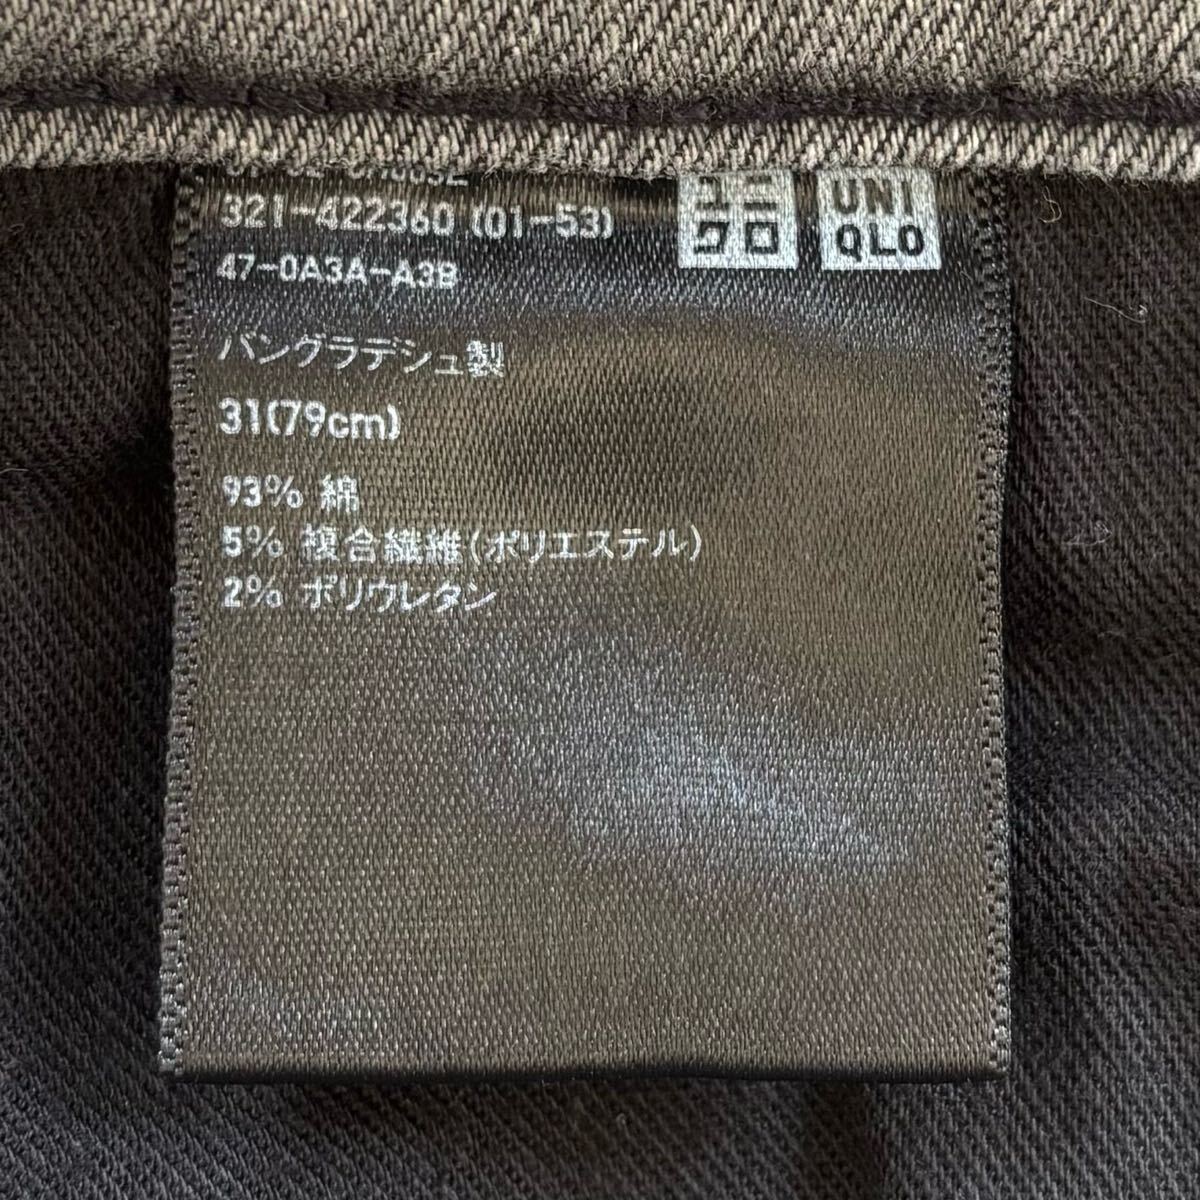 321-422360 (01-53)
47-0A3A-A3B
ユニ
クロ
UNI
QLO
バングラデシュ製
31(79cm)
93% 綿
5% 複合繊維(ポリエステル)
2% ポリウレタン